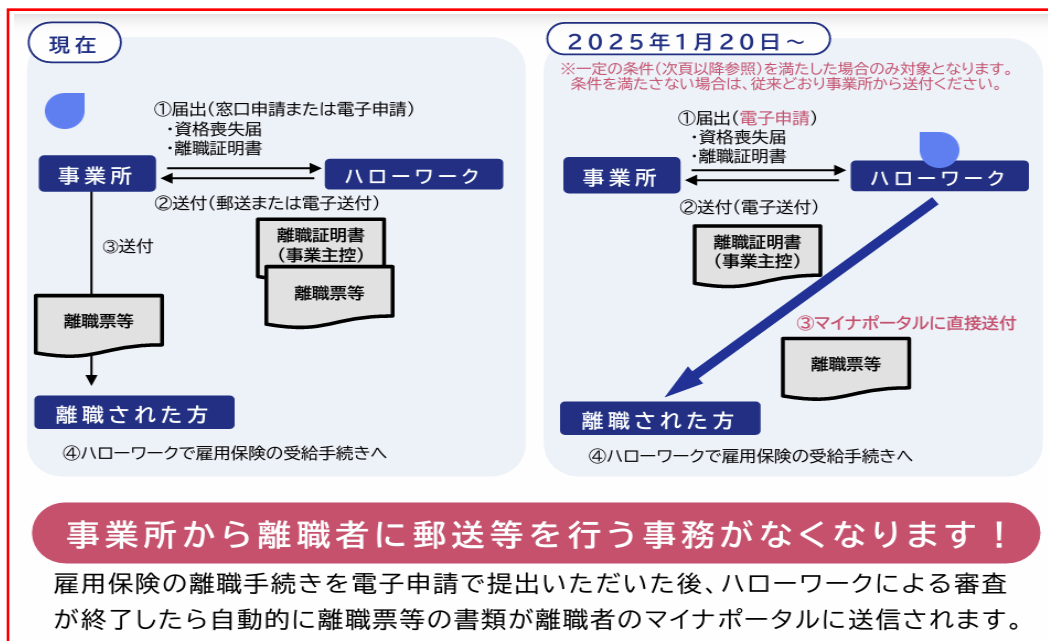 現在
①届出(窓口申請または電子申請)
・資格喪失届
・離職証明書
事業所
ハローワーク
②送付(郵送または電子送付)
③送付
離職証明書
(事業主控)
離職票等
離職票等
離職された方
④ハローワークで雇用保険の受給手続きへ
2025年1月20日～
※一定の条件(次頁以降参照)を満たした場合のみ対象となります。
条件を満たさない場合は、従来どおり事業所から送付ください。
①届出(電子申請)
・資格喪失届
・離職証明書
事業所
ハローワーク
②送付(電子送付)
離職証明書
(事業主控)
③マイナポータルに直接送付
離職票等
離職された方
④ハローワークで雇用保険の受給手続きへ
事業所から離職者に郵送等を行う事務がなくなります！
雇用保険の離職手続きを電子申請で提出いただいた後、ハローワークによる審査
が終了したら自動的に離職票等の書類が離職者のマイナポータルに送信されます。